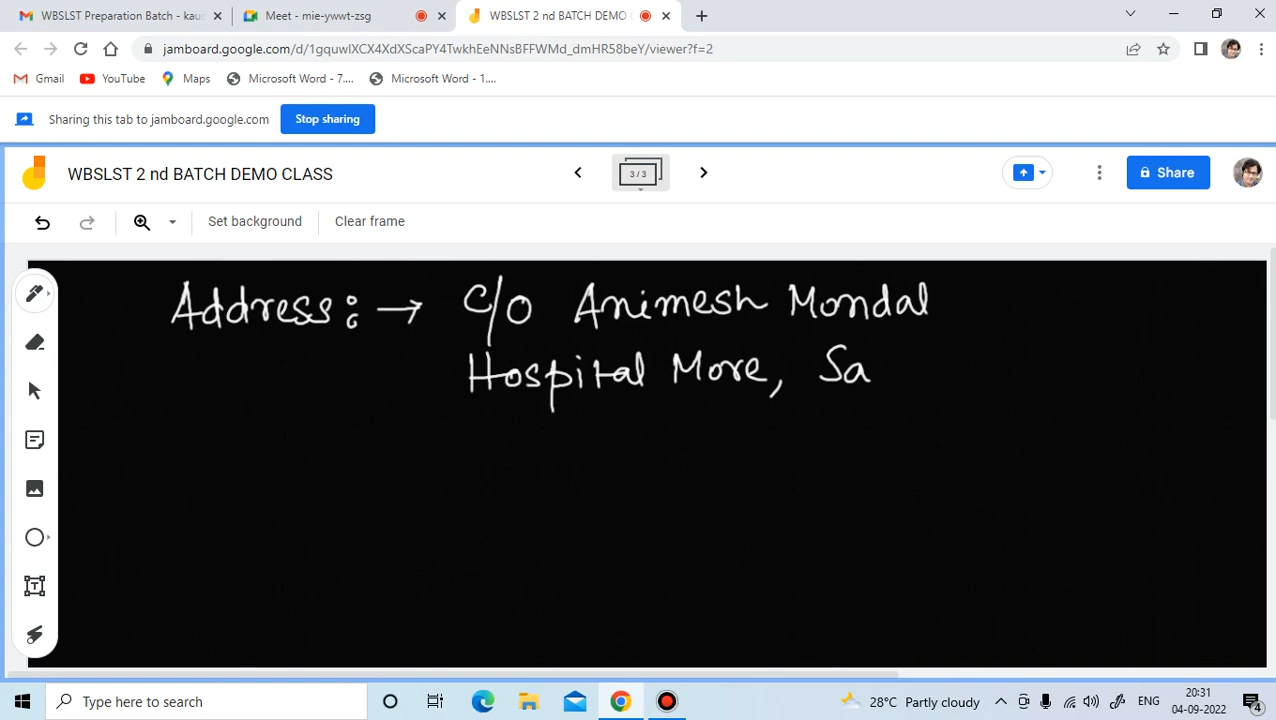 WBSLST Preparation Batch - kaus
Meet - mie-ywwt-zsg
WBSLST 2 nd BATCH DEMO
jamboard.google.com/d/1gquwlXCX4XdXScaPY4TwkhEeNNsBFFWMd_dmHR58beY/viewer?f=2
Gmail YouTube Maps Microsoft Word - 7.... Microsoft Word - 1....
Sharing this tab to jamboard.google.com Stop sharing
WBSLST 2 nd BATCH DEMO CLASS 3 / 3 Share
Set background Clear frame
Address:→ C/O Animesh Mondal
Hospital More, Sa
Type here to search 28°C Partly cloudy ENG 20:31
04-09-2022 4